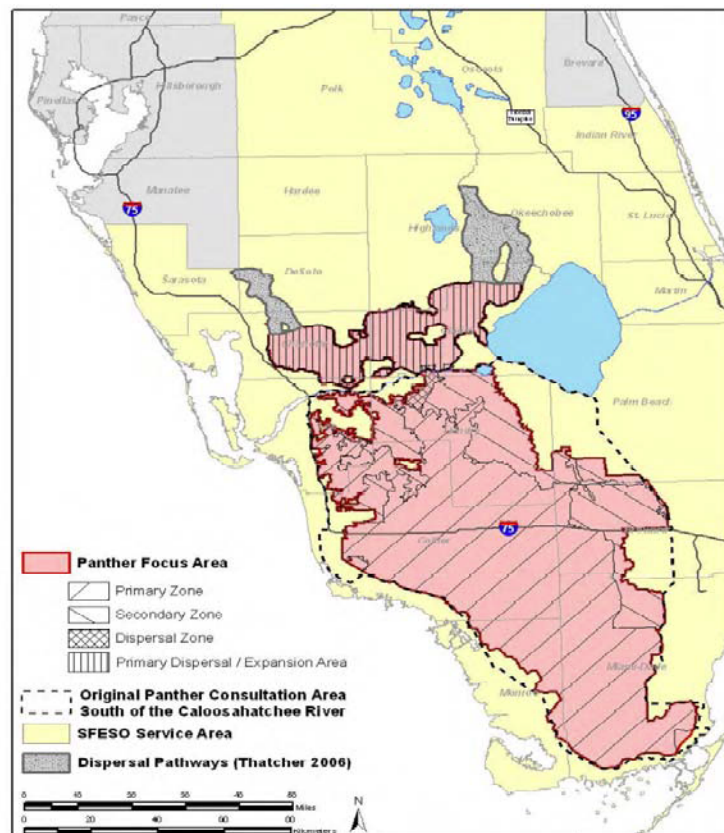 Pasco
Osceola
Brevard
Hillsborough
Polk
Pinellas
95
Indian River
Manatee
Hardee
75
Highlands
Okeechobee
St. Lucie
Sarasota
DeSoto
Martin
Palm Beach
75
Collier
Panther Focus Area
Primary Zone
Secondary Zone
Dispersal Zone
Primary Dispersal / Expansion Area
Miami-Dade
Original Panther Consultation Area
South of the Caloosahatchee River
Monroe
SFESO Service Area
Dispersal Pathways (Thatcher 2006)
Miles
N
Kilometers